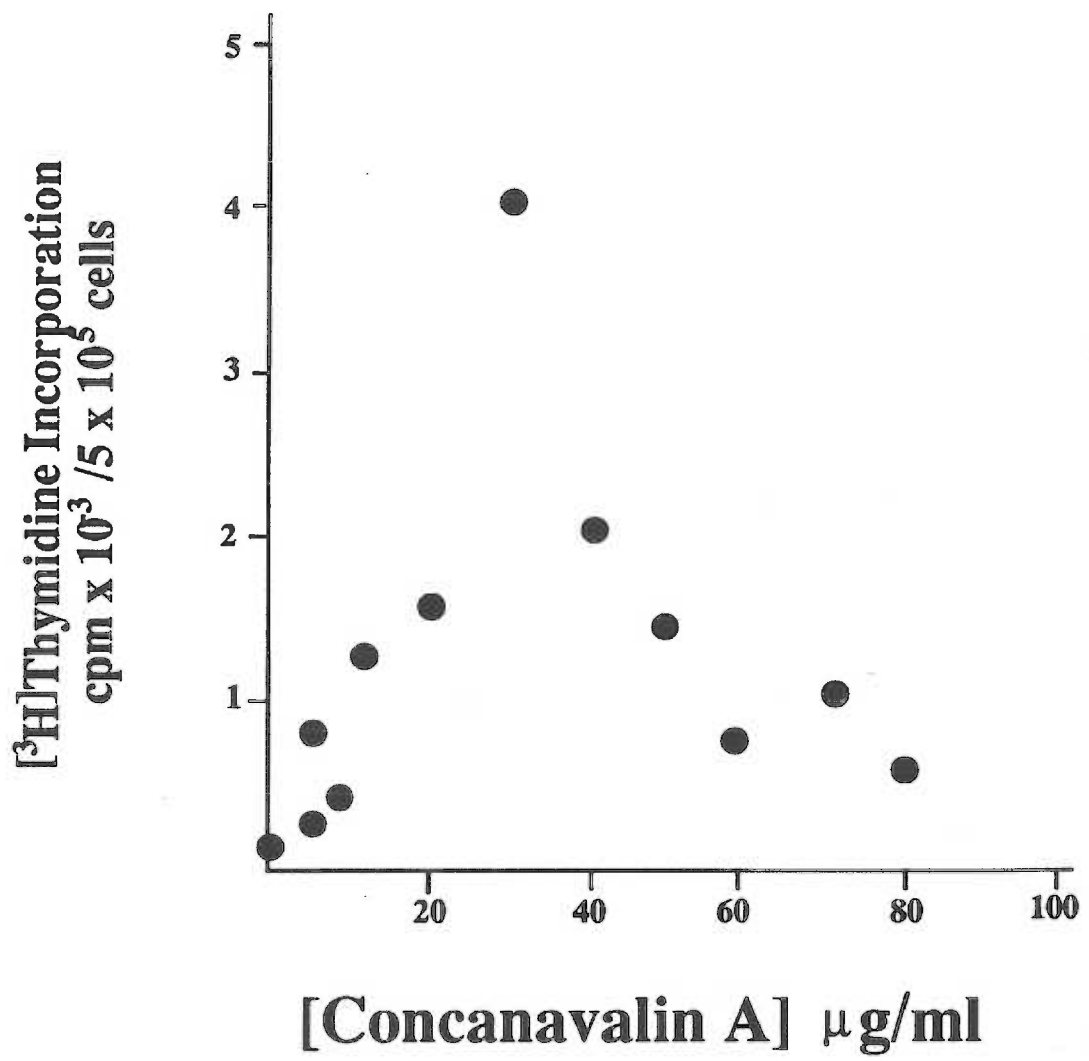 [³H]Thymidine Incorporation
cpm x 10⁻³ /5 x 10⁵ cells
5
4
3
2
1
20 40 60 80 100
[Concanavalin A] μg/ml